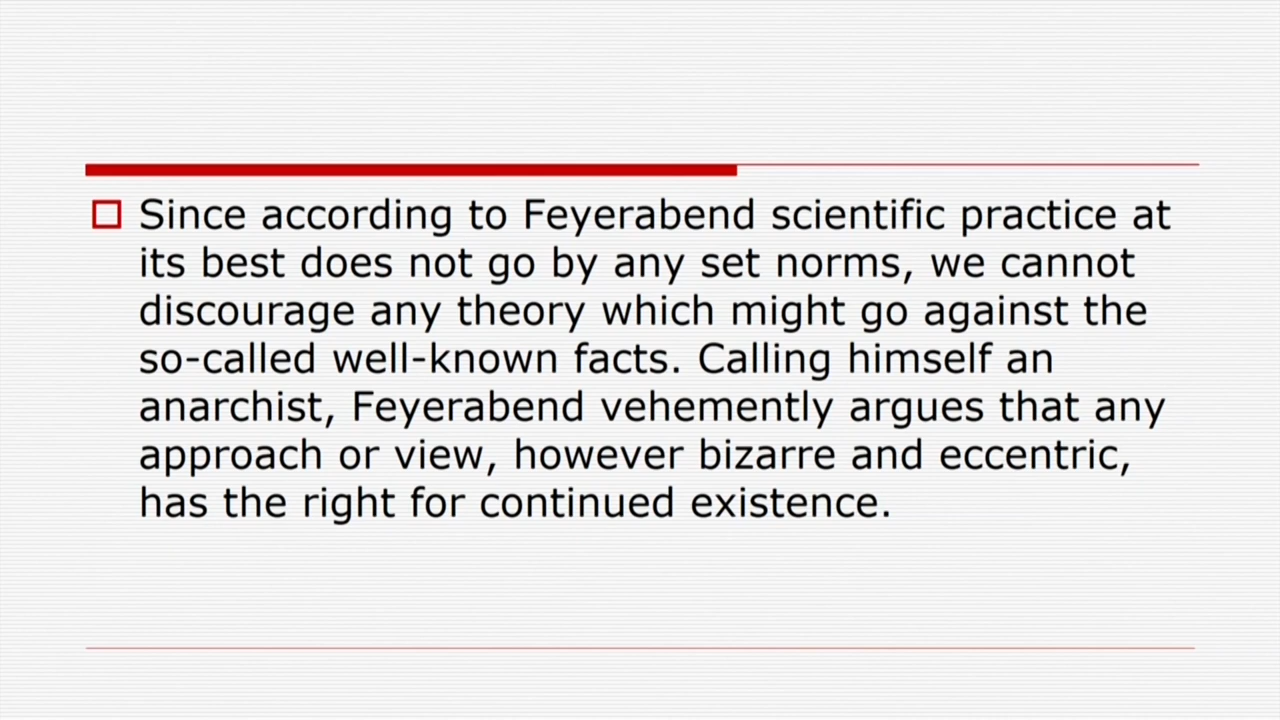 Since according to Feyerabend scientific practice at
its best does not go by any set norms, we cannot
discourage any theory which might go against the
so-called well-known facts. Calling himself an
anarchist, Feyerabend vehemently argues that any
approach or view, however bizarre and eccentric,
has the right for continued existence.